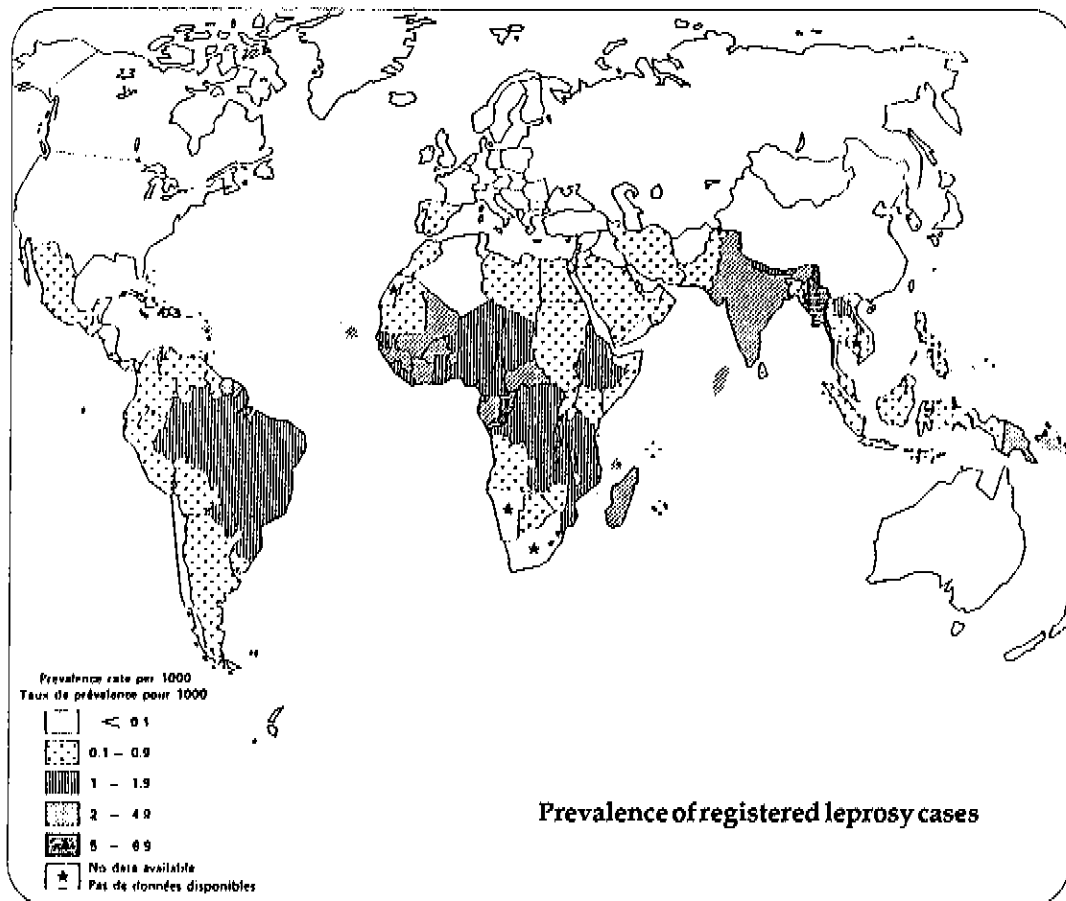 Prevalence rate per 1000
Taux de prévalence pour 1000
< 0.1
0.1 – 0.9
1 – 1.9
2 – 4.9
5 – 9.9
No data available
Pas de données disponibles
Prevalence of registered leprosy cases